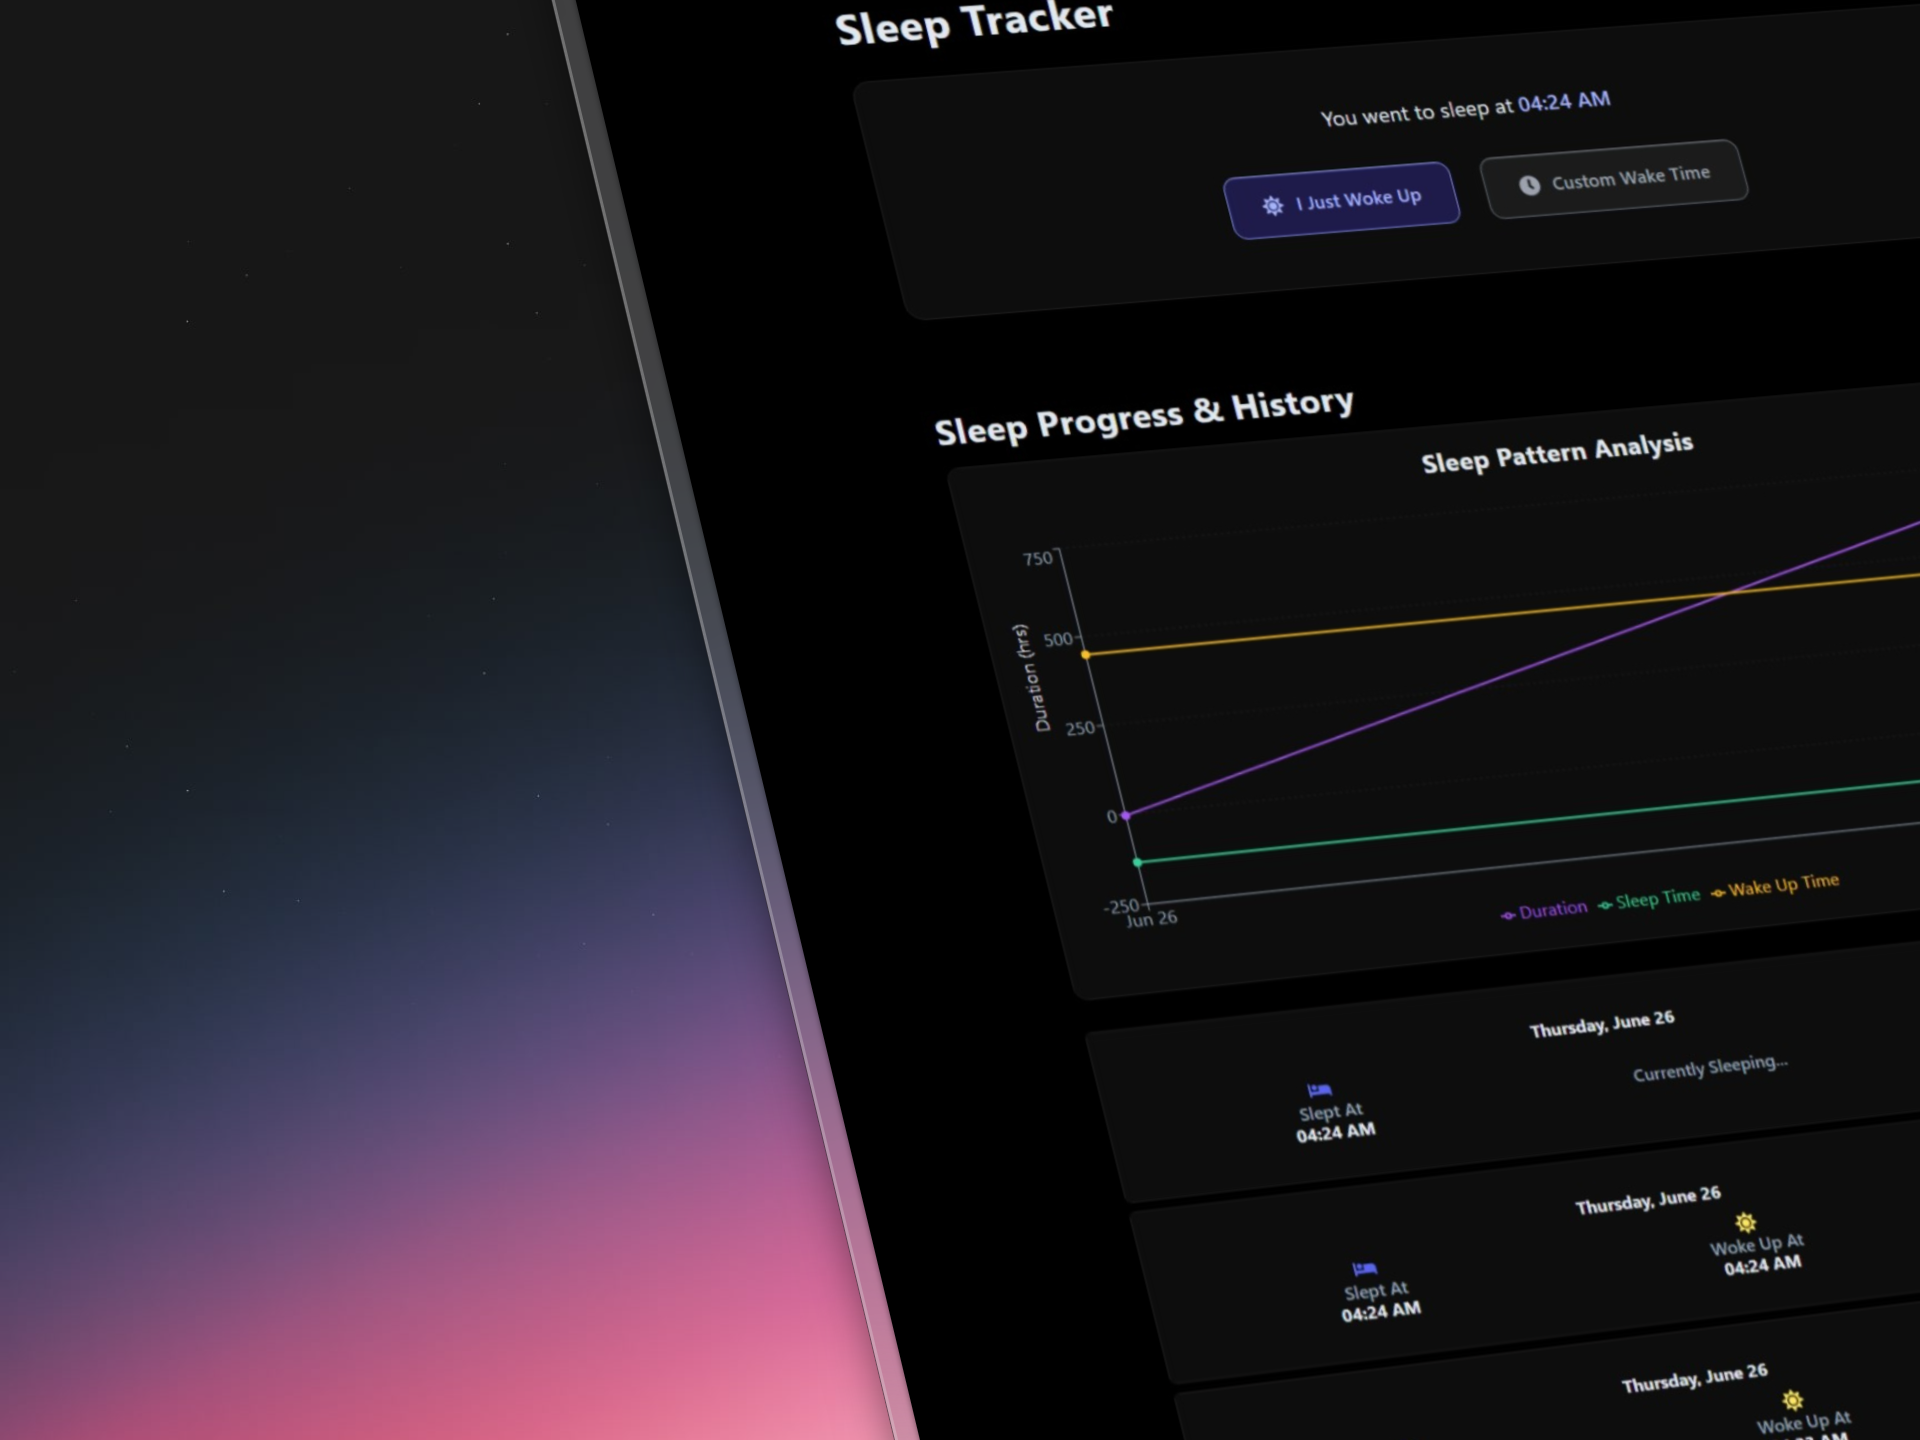 Sleep Tracker
You went to sleep at 04:24 AM
I Just Woke Up
Custom Wake Time
Sleep Progress & History
Sleep Pattern Analysis
750
500
250
0
-250
Duration (hrs)
Jun 26
Duration
Sleep Time
Wake Up Time
Thursday, June 26
Currently Sleeping...
Slept At
04:24 AM
Thursday, June 26
Woke Up At
04:24 AM
Slept At
04:24 AM
Thursday, June 26
Woke Up At
AM